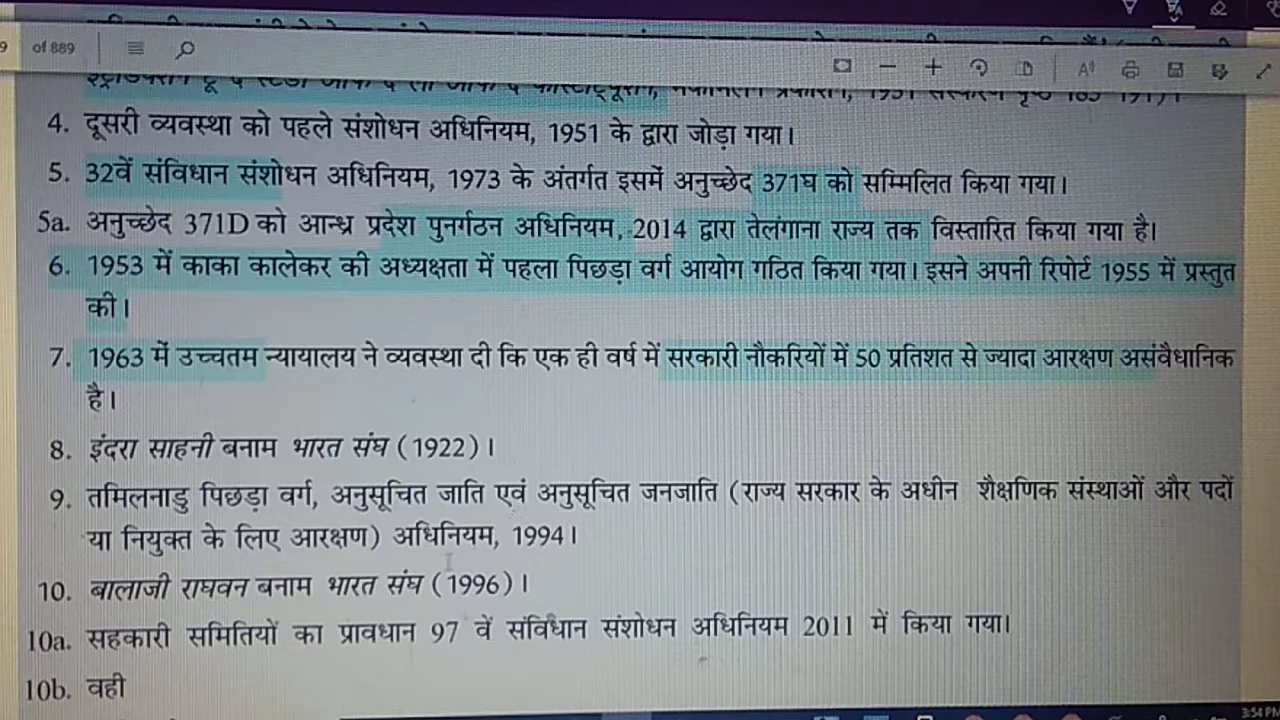 9 of 889
4. दूसरी व्यवस्था को पहले संशोधन अधिनियम, 1951 के द्वारा जोड़ा गया।
5. 32वें संविधान संशोधन अधिनियम, 1973 के अंतर्गत इसमें अनुच्छेद 371घ को सम्मिलित किया गया।
5a. अनुच्छेद 371D को आन्ध्र प्रदेश पुनर्गठन अधिनियम, 2014 द्वारा तेलंगाना राज्य तक विस्तारित किया गया है।
6. 1953 में काका कालेकर की अध्यक्षता में पहला पिछड़ा वर्ग आयोग गठित किया गया। इसने अपनी रिपोर्ट 1955 में प्रस्तुत
की।
7. 1963 में उच्चतम न्यायालय ने व्यवस्था दी कि एक ही वर्ष में सरकारी नौकरियों में 50 प्रतिशत से ज्यादा आरक्षण असंवैधानिक
है।
8. इंदरा साहनी बनाम भारत संघ (1922)।
9. तमिलनाडु पिछड़ा वर्ग, अनुसूचित जाति एवं अनुसूचित जनजाति (राज्य सरकार के अधीन शैक्षणिक संस्थाओं और पदों
या नियुक्त के लिए आरक्षण) अधिनियम, 1994।
10. बालाजी राघवन बनाम भारत संघ (1996)।
10a. सहकारी समितियों का प्रावधान 97 वें संविधान संशोधन अधिनियम 2011 में किया गया।
10b. वही
3:54 PM